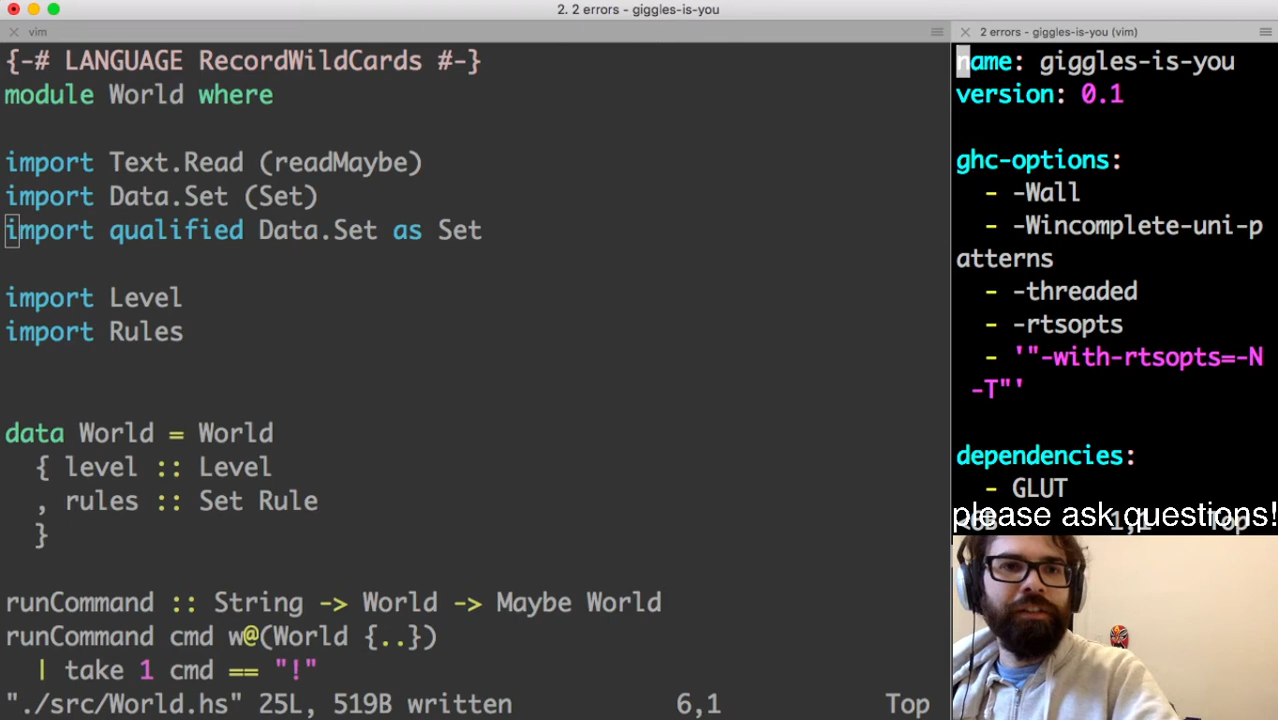 2. 2 errors - giggles-is-you
vim
{-# LANGUAGE RecordWildCards #-}
module World where
import Text.Read (readMaybe)
import Data.Set (Set)
import qualified Data.Set as Set
import Level
import Rules
data World = World
{ level :: Level
, rules :: Set Rule
}
runCommand :: String -> World -> Maybe World
runCommand cmd w@(World {..})
| take 1 cmd == "!"
"./src/World.hs" 25L, 519B written 6,1 Top
2 errors - giggles-is-you (vim)
name: giggles-is-you
version: 0.1
ghc-options:
- -Wall
- -Wincomplete-uni-p
atterns
- -threaded
- -rtsopts
- '"-with-rtsopts=-N
-T"'
dependencies:
- GLUT
please ask questions!
1,1 Top